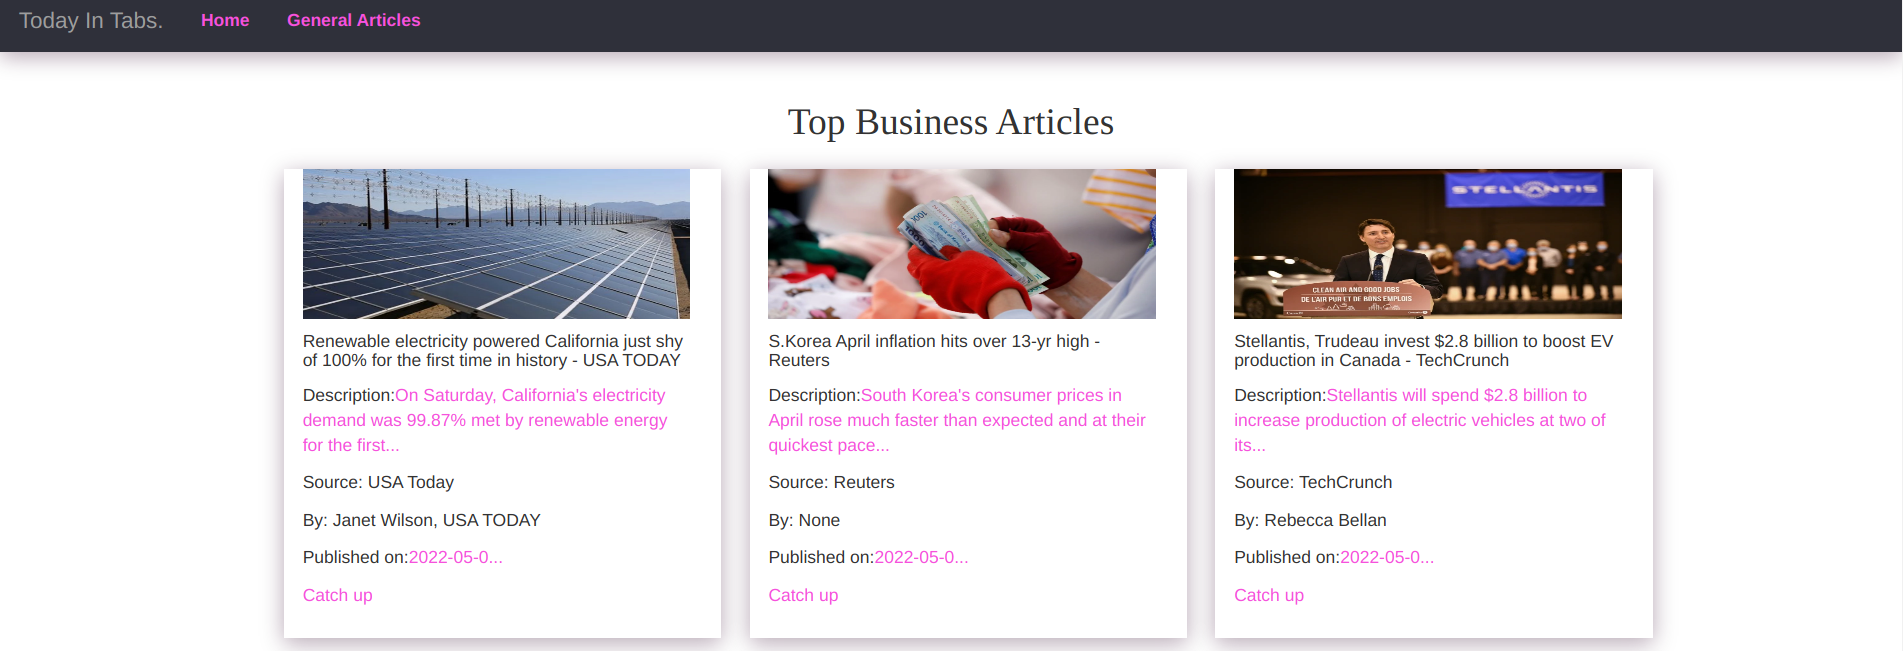 Today In Tabs. Home General Articles
Top Business Articles
STELLANTIS
CLEAN AIR AND GOOD JOBS
DE L'AIR PUR ET DE BONS EMPLOIS
Renewable electricity powered California just shy
of 100% for the first time in history - USA TODAY
Description:On Saturday, California's electricity
demand was 99.87% met by renewable energy
for the first...
Source: USA Today
By: Janet Wilson, USA TODAY
Published on:2022-05-0...
Catch up
S.Korea April inflation hits over 13-yr high -
Reuters
Description:South Korea's consumer prices in
April rose much faster than expected and at their
quickest pace...
Source: Reuters
By: None
Published on:2022-05-0...
Catch up
Stellantis, Trudeau invest $2.8 billion to boost EV
production in Canada - TechCrunch
Description:Stellantis will spend $2.8 billion to
increase production of electric vehicles at two of
its...
Source: TechCrunch
By: Rebecca Bellan
Published on:2022-05-0...
Catch up